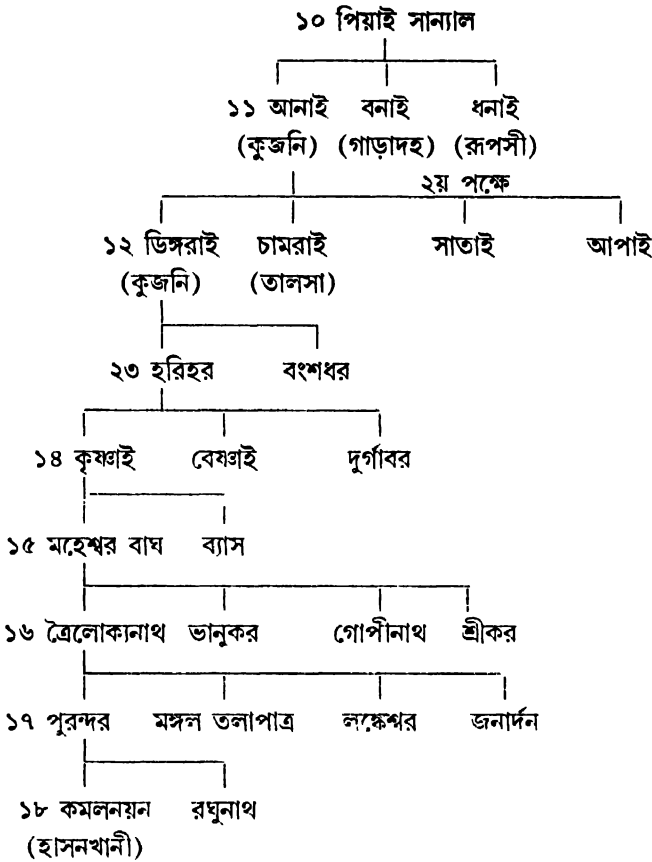 ১০ পিয়াই সান্যাল
১১ আনাই বনাই ধনাই
(কুজনি) (গাড়াদহ) (রূপসী)
২য় পক্ষে
১২ ডিঙ্গরাই চামরাই সাতাই আপাই
(কুজনি) (তালসা)
২৩ হরিহর বংশধর
১৪ কৃষ্ণাই বেষ্ণাই দুর্গাবর
১৫ মহেশ্বর বাঘ ব্যাস
১৬ ত্রৈলোক্যনাথ ভানুকর গোপীনাথ শ্রীকর
১৭ পুরন্দর মঙ্গল তলাপাত্র লঙ্কেশ্বর জনার্দন
১৮ কমলনয়ন রঘুনাথ
(হাসনখানী)